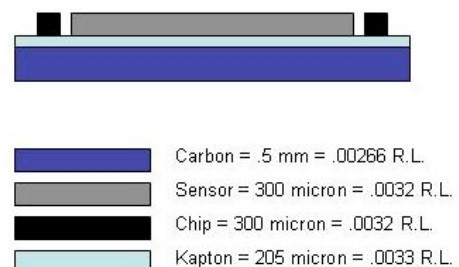 Carbon = .5 mm = .00266 R.L.
Sensor = 300 micron = .0032 R.L.
Chip = 300 micron = .0032 R.L.
Kapton = 205 micron = .0033 R.L.